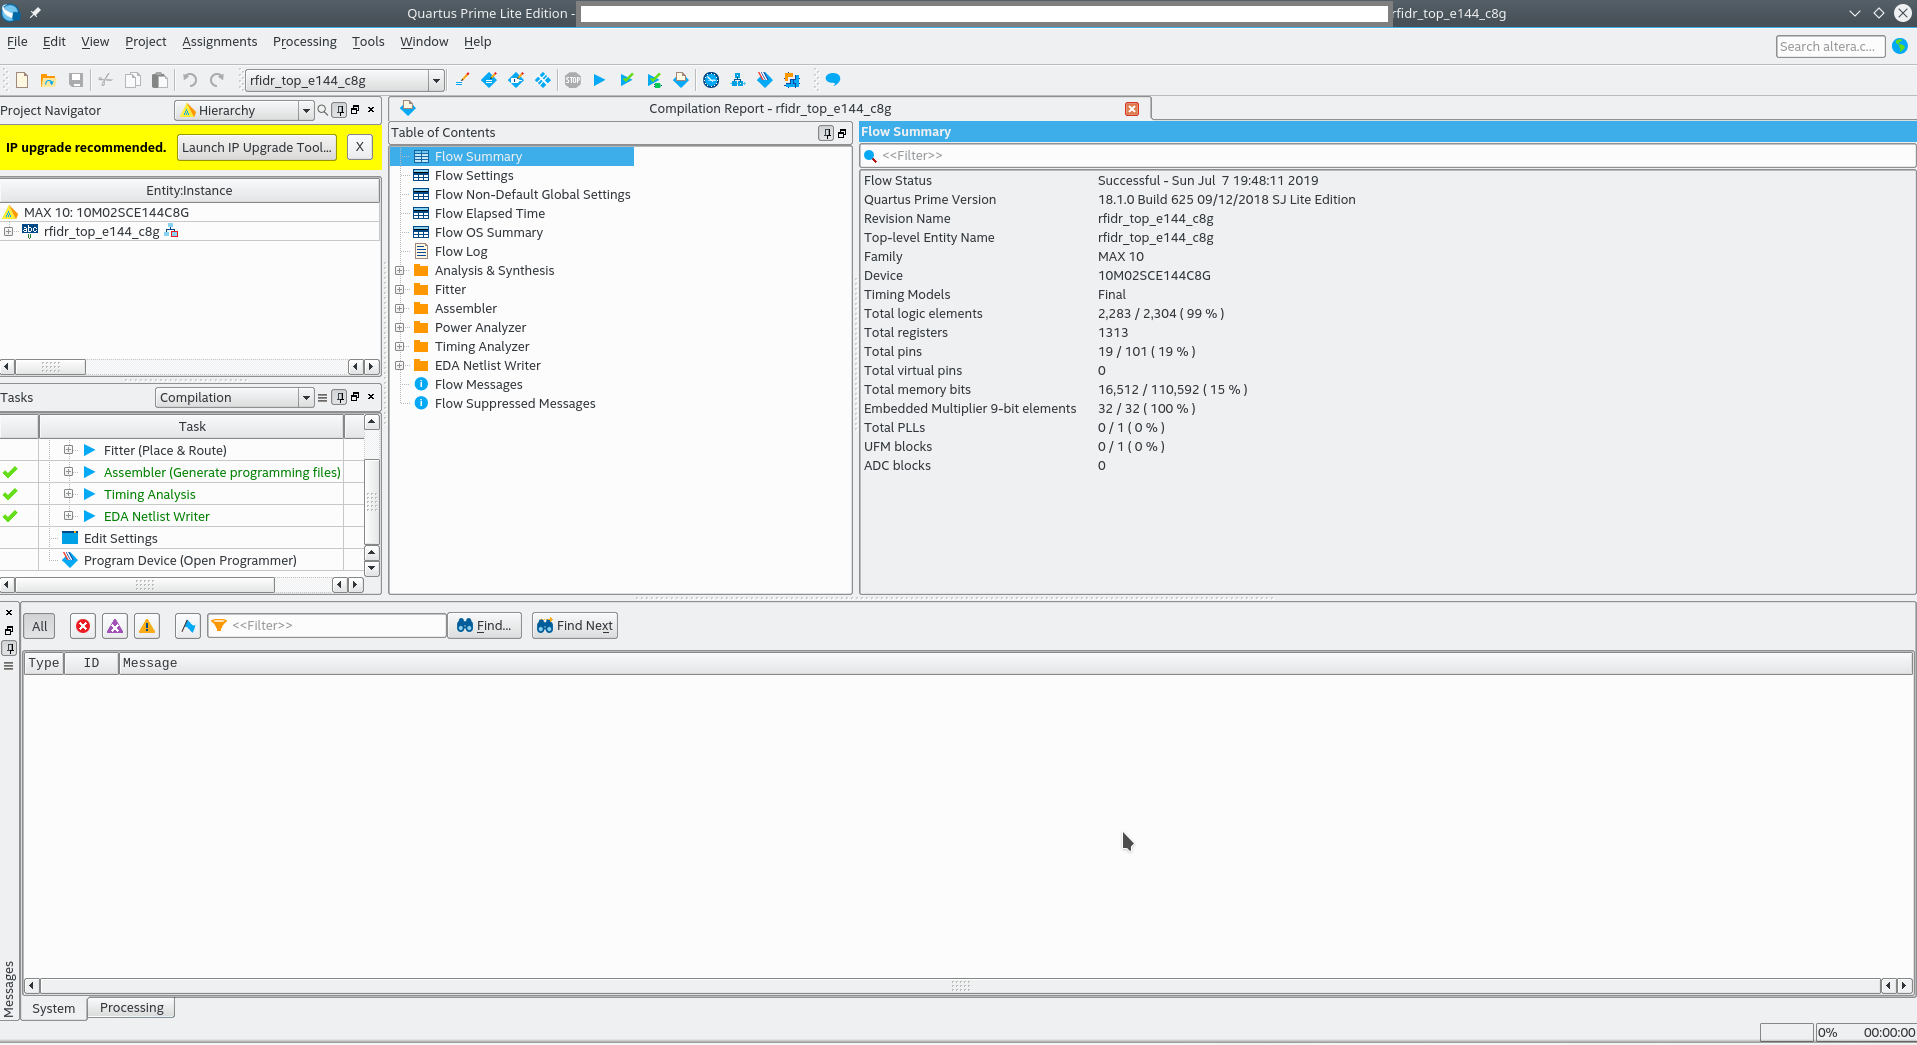 Quartus Prime Lite Edition - rfidr_top_e144_c8g
File Edit View Project Assignments Processing Tools Window Help
Search altera.c...
rfidr_top_e144_c8g
STOP
Project Navigator
Hierarchy
IP upgrade recommended. Launch IP Upgrade Tool... X
Entity:Instance
MAX 10: 10M02SCE144C8G
abc rfidr_top_e144_c8g
Tasks
Compilation
Task
Fitter (Place & Route)
Assembler (Generate programming files)
Timing Analysis
EDA Netlist Writer
Edit Settings
Program Device (Open Programmer)
Compilation Report - rfidr_top_e144_c8g
Table of Contents
Flow Summary
Flow Settings
Flow Non-Default Global Settings
Flow Elapsed Time
Flow OS Summary
Flow Log
Analysis & Synthesis
Fitter
Assembler
Power Analyzer
Timing Analyzer
EDA Netlist Writer
Flow Messages
Flow Suppressed Messages
Flow Summary
<<Filter>>
Flow Status Successful - Sun Jul 7 19:48:11 2019
Quartus Prime Version 18.1.0 Build 625 09/12/2018 SJ Lite Edition
Revision Name rfidr_top_e144_c8g
Top-level Entity Name rfidr_top_e144_c8g
Family MAX 10
Device 10M02SCE144C8G
Timing Models Final
Total logic elements 2,283 / 2,304 ( 99 % )
Total registers 1313
Total pins 19 / 101 ( 19 % )
Total virtual pins 0
Total memory bits 16,512 / 110,592 ( 15 % )
Embedded Multiplier 9-bit elements 32 / 32 ( 100 % )
Total PLLs 0 / 1 ( 0 % )
UFM blocks 0 / 1 ( 0 % )
ADC blocks 0
All
<<Filter>>
Find...
Find Next
Type ID Message
Messages
System Processing
0% 00:00:00